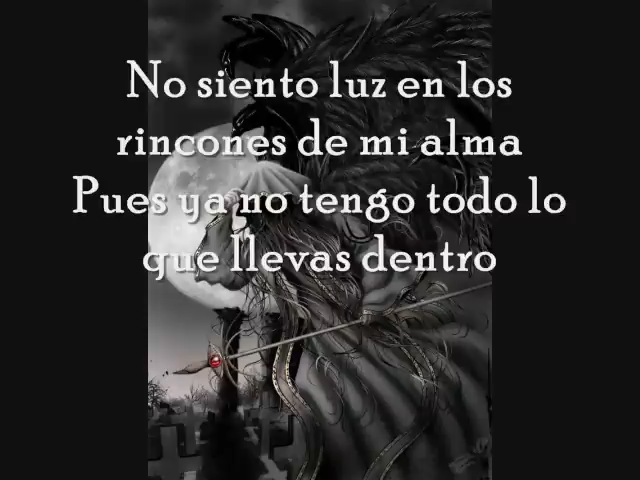 No siento luz en los
rincones de mi alma
Pues ya no tengo todo lo
que llevas dentro